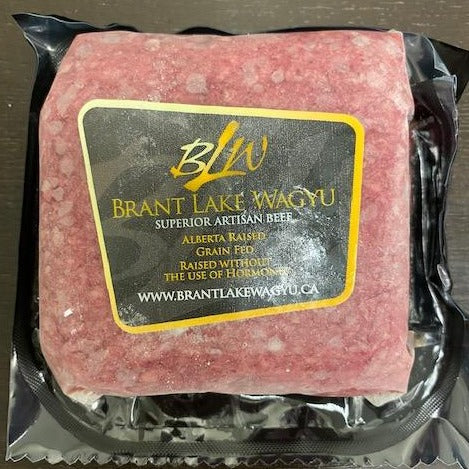 BLW
BRANT LAKE WAGYU
SUPERIOR ARTISAN BEEF
ALBERTA RAISED
GRAIN FED
RAISED WITHOUT
THE USE OF HORMONES
WWW.BRANTLAKEWAGYU.CA